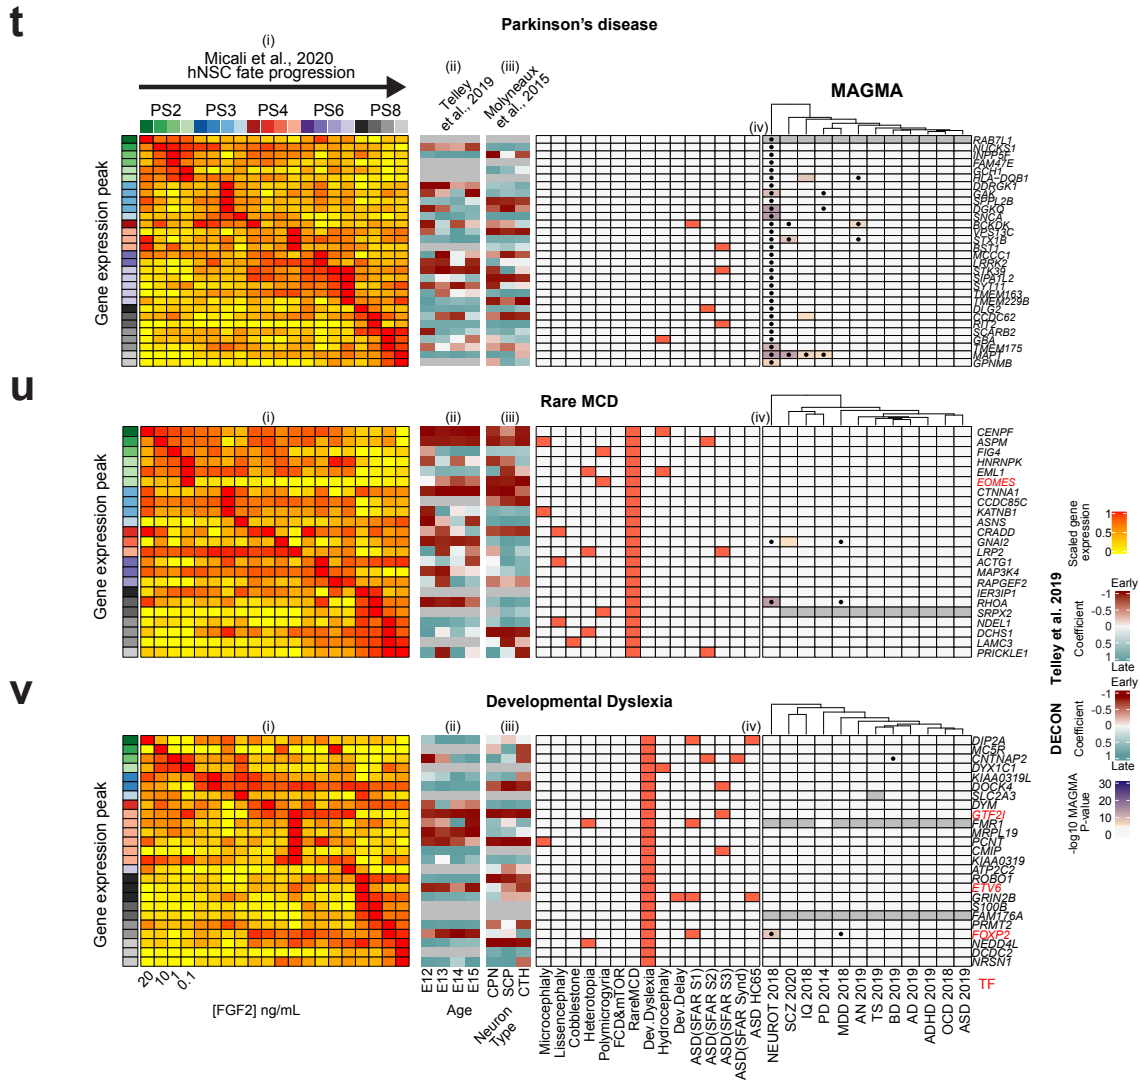 t
Parkinson's disease
(i)
Micali et al., 2020
hNSC fate progression
(ii)
Telley
et al., 2019
(iii)
Molyneaux
et al., 2015
MAGMA
PS2 PS3 PS4 PS6 PS8
(iv)
Gene expression peak
RAB7L1
NUCKS1
INPP5F
FAM47E
GCH1
HLA-DQB1
DDRGK1
GAK
SPPL2B
DGKQ
SNCA
BCKDK
VPS13C
STX1B
BST1
MCCC1
LRRK2
STK39
SIPA1L2
SYT11
TMEM163
TMEM229B
DLG2
CCDC62
RIT2
SCARB2
GBA
TMEM175
MAPT
GPNMB
u
Rare MCD
(i)
(ii)
(iii)
(iv)
Gene expression peak
CENPF
ASPM
FIG4
HNRNPK
EML1
EOMES
CTNNA1
CCDC85C
KATNB1
ASNS
CRADD
GNAI2
LRP2
ACTG1
MAP3K4
RAPGEF2
IER3IP1
RHOA
SRPX2
NDEL1
DCHS1
LAMC3
PRICKLE1
v
Developmental Dyslexia
(i)
(ii)
(iii)
(iv)
Gene expression peak
DIP2A
MC5R
CNTNAP2
DYX1C1
KIAA0319L
DOCK4
SLC2A3
DYM
GTF2I
FMR1
MRPL19
PCNT
CMIP
KIAA0319
ATP2C2
ROBO1
ETV6
GRIN2B
S100B
FAM176A
PRMT2
FOXP2
NEDD4L
DCDC2
NRSN1
TF
20 10 1 0.1
[FGF2] ng/mL
E12 E13 E14 E15
Age
CPN SCP CTH
Neuron
Type
Microcephlaly
Lissencephaly
Cobblestone
Heterotopia
Polymicrogyria
FCD&mTOR
RareMCD
Dev.Dyslexia
Hydrocephaly
Dev.Delay
ASD(SFAR S1)
ASD(SFAR S2)
ASD(SFAR S3)
ASD(SFAR Synd)
ASD HC65
NEUROT 2018
SCZ 2020
IQ 2018
PD 2014
MDD 2018
AN 2019
TS 2019
BD 2019
AD 2019
ADHD 2019
OCD 2018
ASD 2019
Scaled gene
expression
1
0.5
0
Telley et al. 2019
Coefficient
Early
-1
-0.5
0
0.5
1
Late
DECON
Coefficient
Early
-1
-0.5
0
0.5
1
Late
-log10 MAGMA
P-value
30
20
10
0